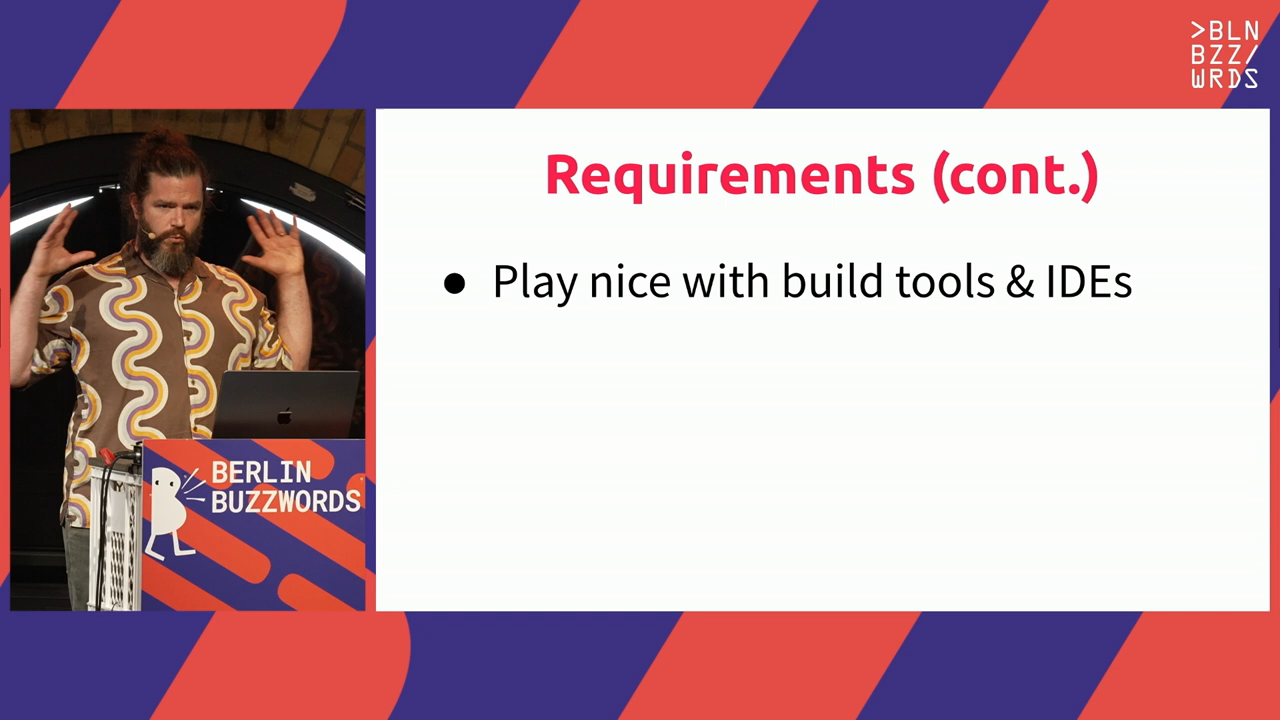 >BLN
BZZ/
WRDS
Requirements (cont.)
● Play nice with build tools & IDEs
BERLIN
BUZZWORDS